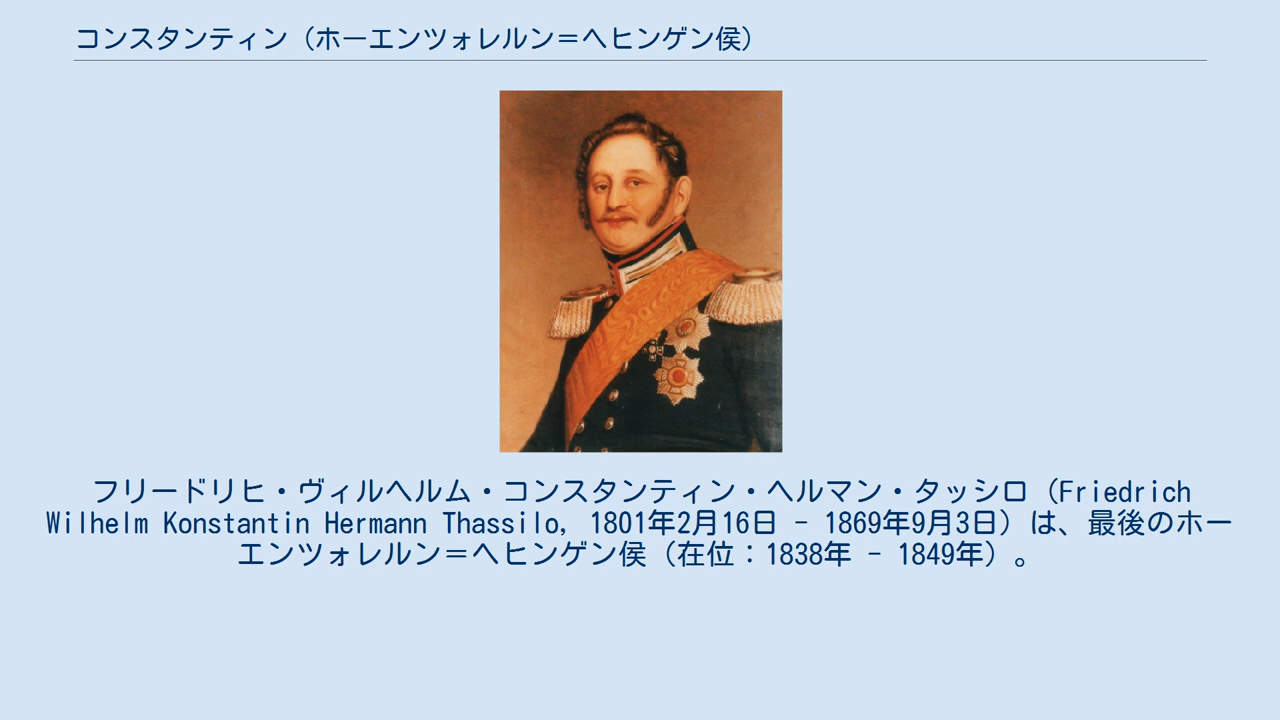 コンスタンティン（ホーエンツォレルン＝ヘヒンゲン侯）
フリードリヒ・ヴィルヘルム・コンスタンティン・ヘルマン・タッシロ（Friedrich
Wilhelm Konstantin Hermann Thassilo, 1801年2月16日 - 1869年9月3日）は、最後のホー
エンツォレルン＝ヘヒンゲン侯（在位：1838年 - 1849年）。